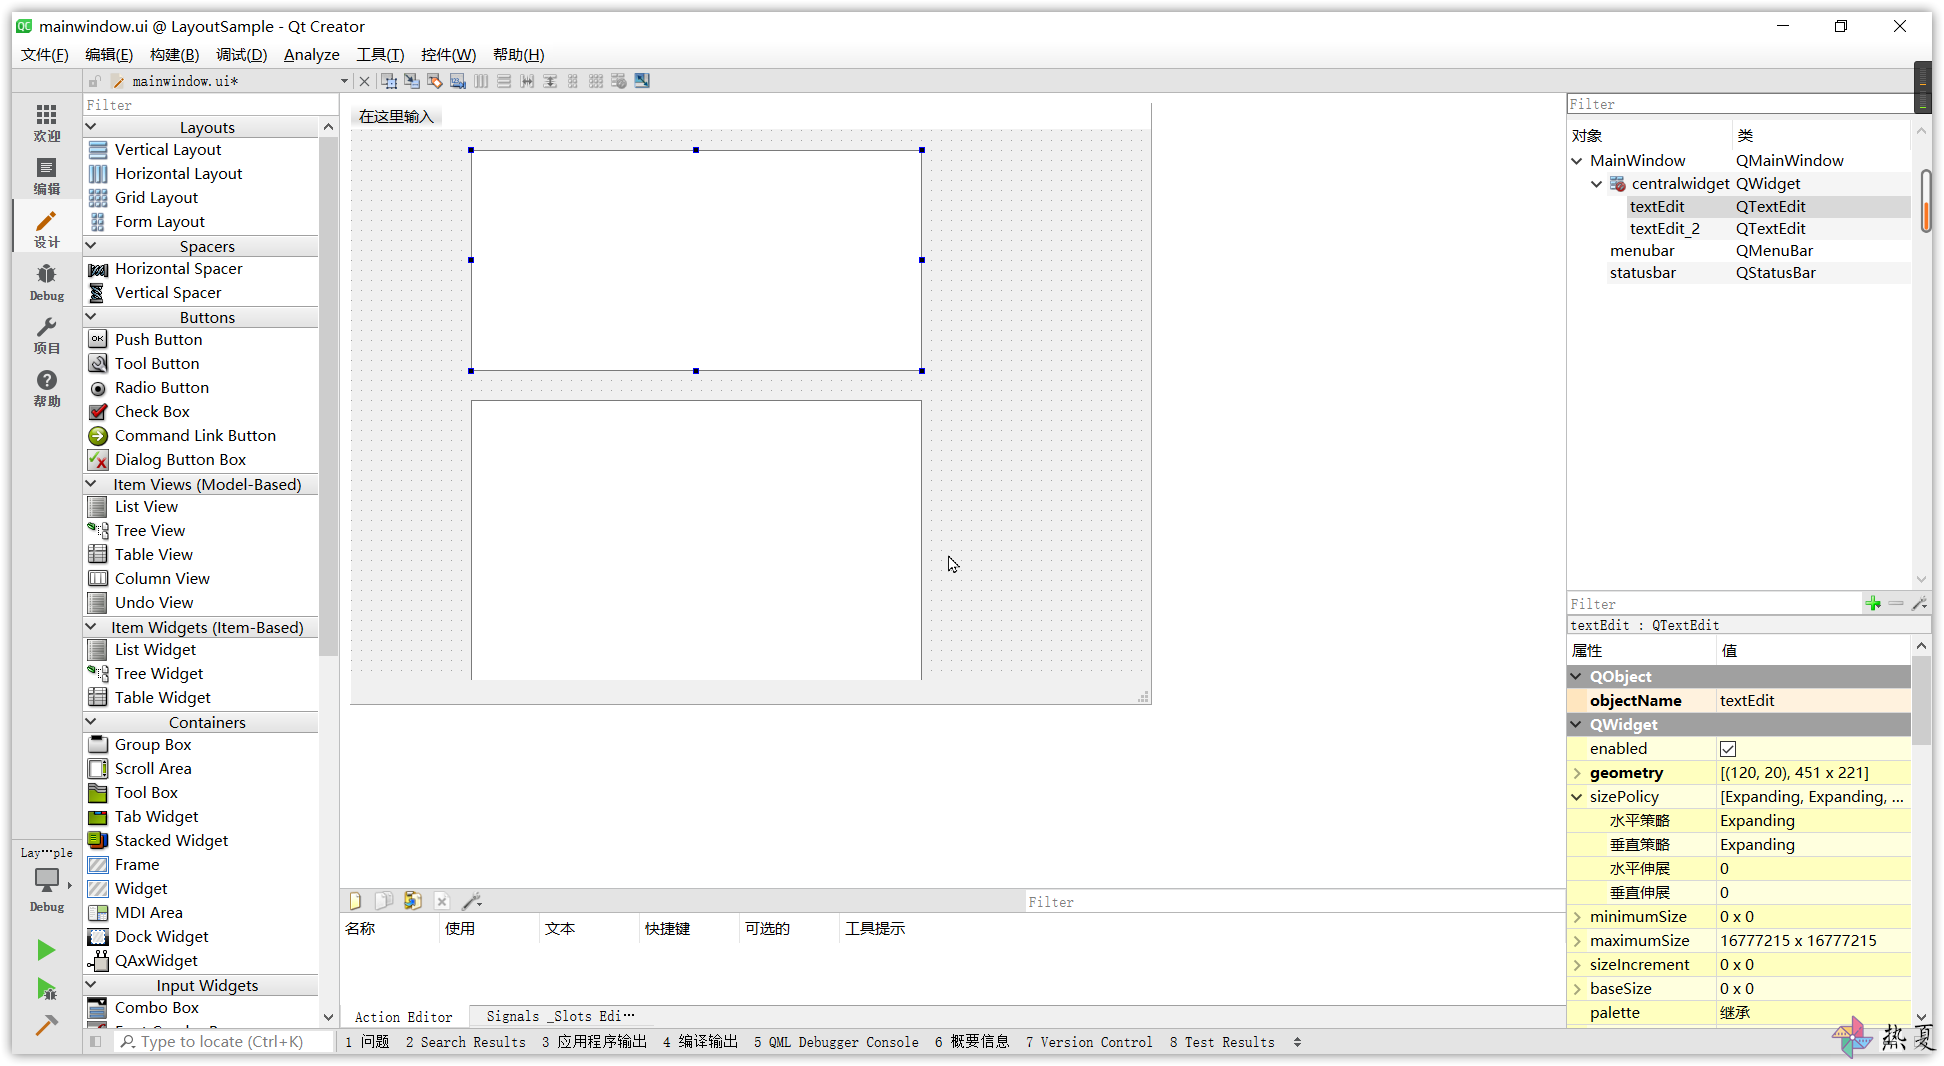 mainwindow.ui @ LayoutSample - Qt Creator
文件(F) 编辑(E) 构建(B) 调试(D) Analyze 工具(T) 控件(W) 帮助(H)
mainwindow.ui*
欢迎
编辑
设计
Debug
项目
帮助
Lay···ple
Debug
Filter
Layouts
Vertical Layout
Horizontal Layout
Grid Layout
Form Layout
Spacers
Horizontal Spacer
Vertical Spacer
Buttons
OK Push Button
Tool Button
Radio Button
Check Box
Command Link Button
Dialog Button Box
Item Views (Model-Based)
List View
Tree View
Table View
Column View
Undo View
Item Widgets (Item-Based)
List Widget
Tree Widget
Table Widget
Containers
Group Box
Scroll Area
Tool Box
Tab Widget
Stacked Widget
Frame
Widget
MDI Area
Dock Widget
QAxWidget
Input Widgets
Combo Box
在这里输入
Filter
名称 使用 文本 快捷键 可选的 工具提示
Action Editor Signals _Slots Edi···
Filter
对象 类
MainWindow QMainWindow
centralwidget QWidget
textEdit QTextEdit
textEdit_2 QTextEdit
menubar QMenuBar
statusbar QStatusBar
Filter
textEdit : QTextEdit
属性 值
QObject
objectName textEdit
QWidget
enabled
geometry [(120, 20), 451 x 221]
sizePolicy [Expanding, Expanding, ...
水平策略 Expanding
垂直策略 Expanding
水平伸展 0
垂直伸展 0
minimumSize 0 x 0
maximumSize 16777215 x 16777215
sizeIncrement 0 x 0
baseSize 0 x 0
palette 继承
Type to locate (Ctrl+K) 1 问题 2 Search Results 3 应用程序输出 4 编译输出 5 QML Debugger Console 6 概要信息 7 Version Control 8 Test Results
热夏